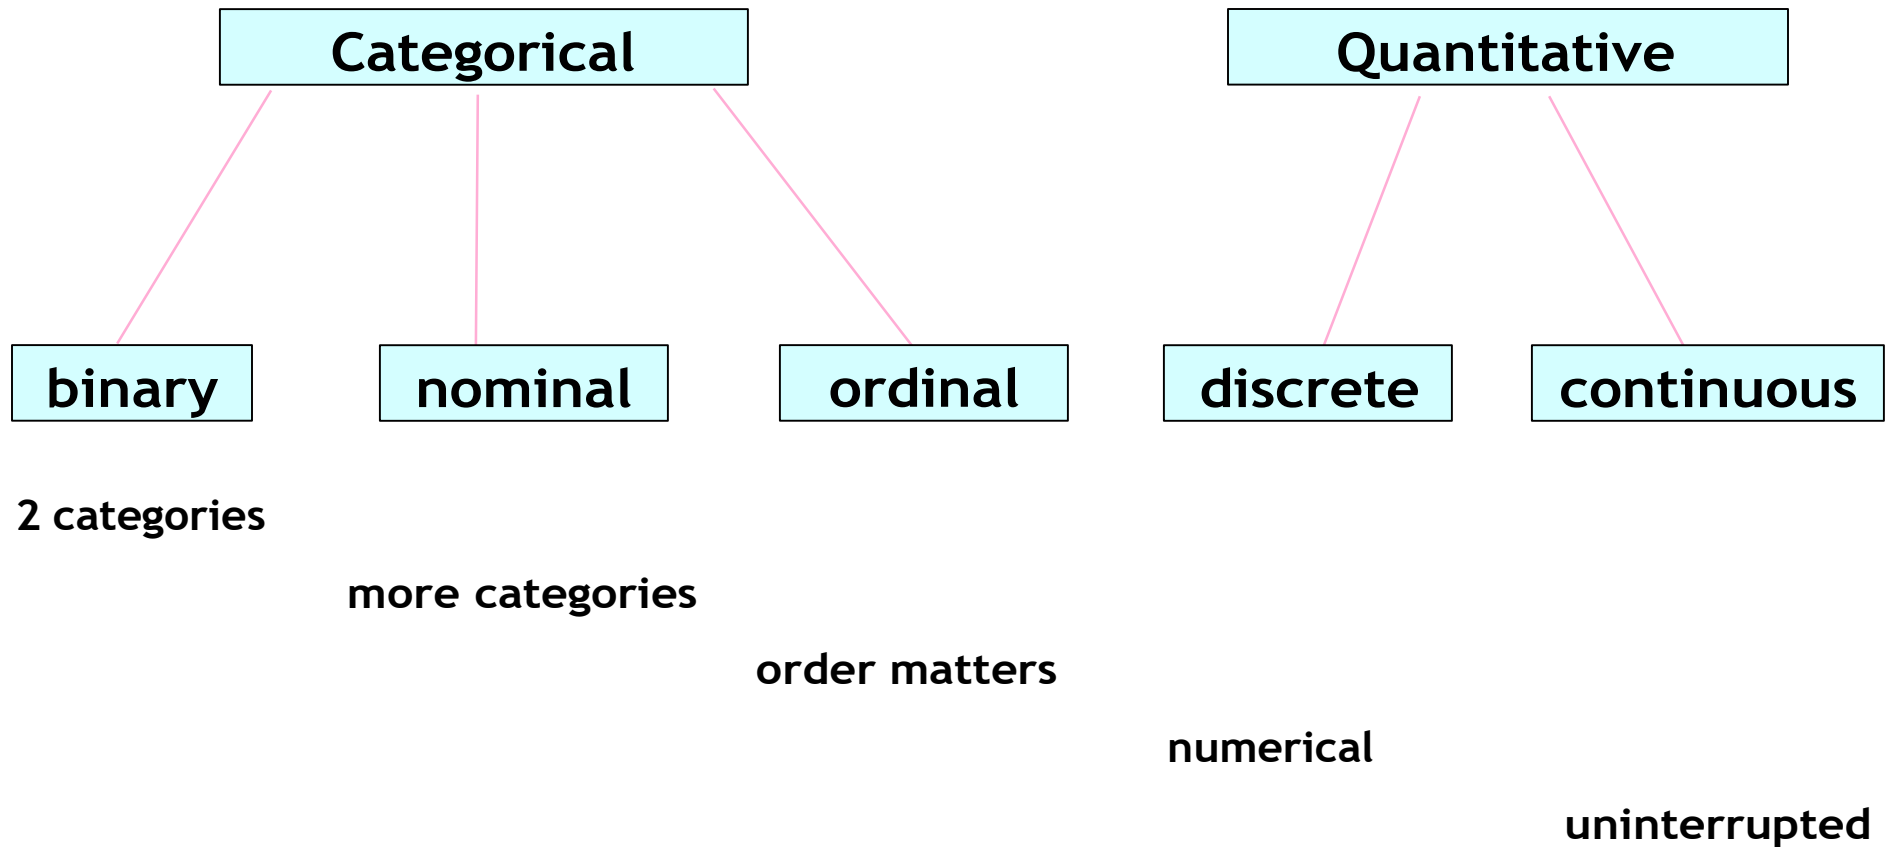 Categorical
Quantitative
binary
nominal
ordinal
discrete
continuous
2 categories
more categories
order matters
numerical
uninterrupted